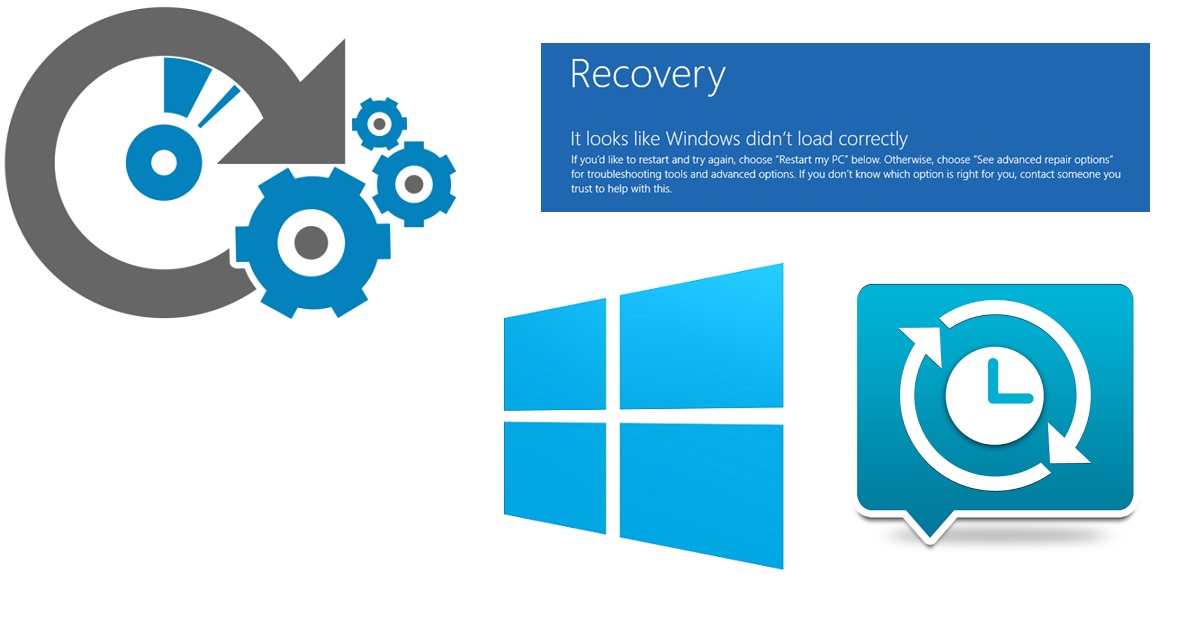 Recovery
It looks like Windows didn’t load correctly
If you’d like to restart and try again, choose “Restart my PC” below. Otherwise, choose “See advanced repair options”
for troubleshooting tools and advanced options. If you don’t know which option is right for you, contact someone you
trust to help with this.